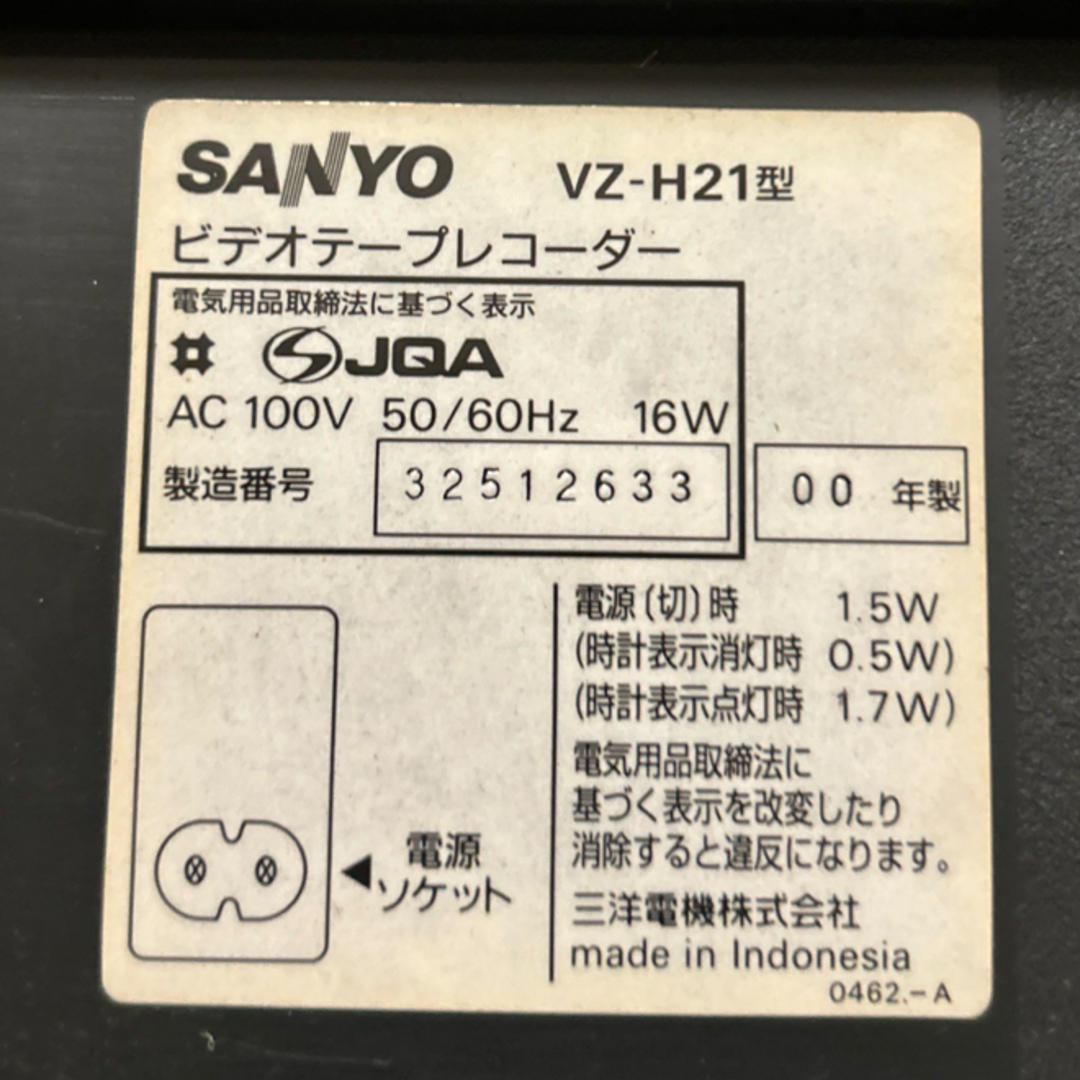 SANYO VZ-H21型
ビデオテープレコーダー
電気用品取締法に基づく表示
JQA
AC 100V 50/60Hz 16W
製造番号 32512633 00 年製
電源(切)時 1.5W
(時計表示消灯時 0.5W)
(時計表示点灯時 1.7W)
電気用品取締法に
基づく表示を改変したり
消除すると違反になります。
三洋電機株式会社
made in Indonesia
0462.-A
電源
ソケット